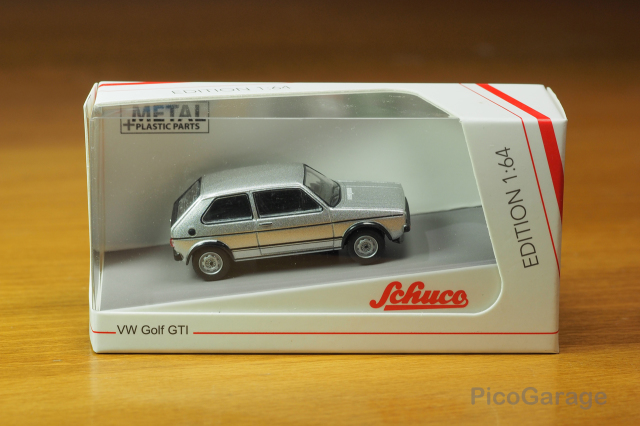 EDITION 1:64
METAL
+PLASTIC PARTS
EDITION 1:64
Schuco
VW Golf GTI
PicoGarage